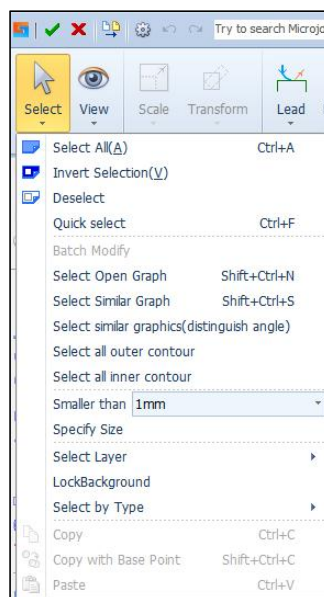 Try to search Microjo
Select View Scale Transform Lead
Select All(A) Ctrl+A
Invert Selection(V)
Deselect
Quick select Ctrl+F
Batch Modify
Select Open Graph Shift+Ctrl+N
Select Similar Graph Shift+Ctrl+S
Select similar graphics(distinguish angle)
Select all outer contour
Select all inner contour
Smaller than 1mm
Specify Size
Select Layer
LockBackground
Select by Type
Copy Ctrl+C
Copy with Base Point Shift+Ctrl+C
Paste Ctrl+V